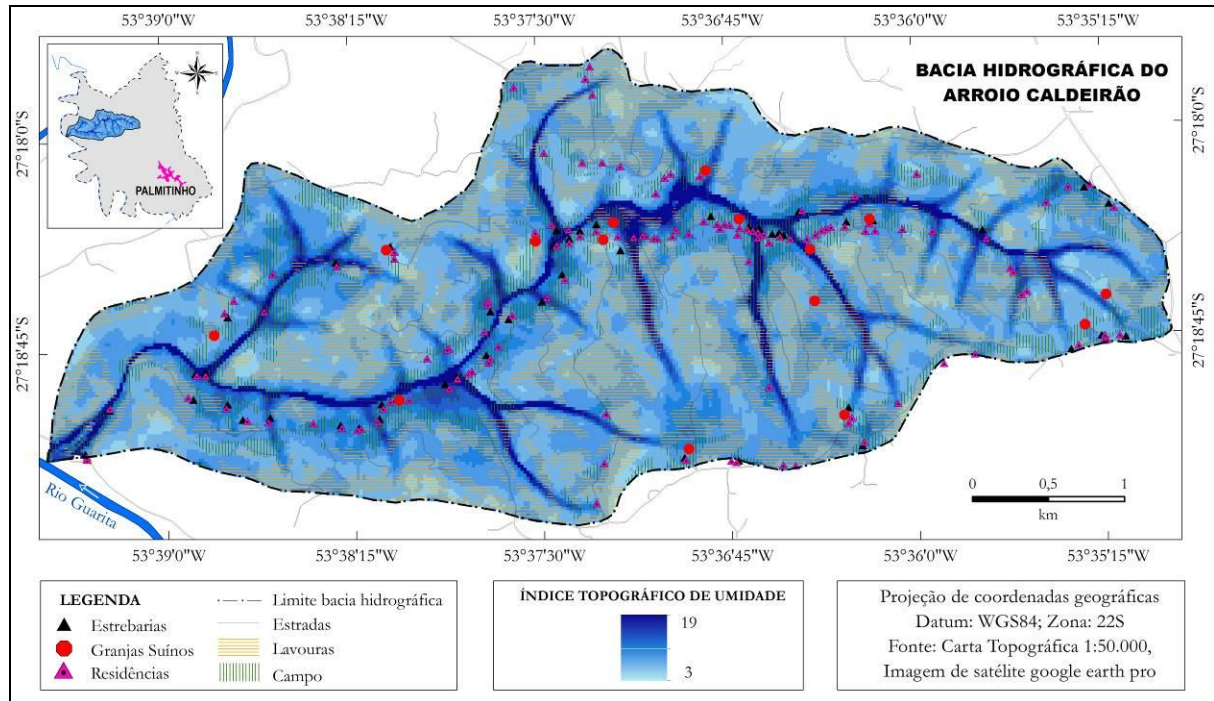 53°39'0"W 53°38'15"W 53°37'30"W 53°36'45"W 53°36'0"W 53°35'15"W
BACIA HIDROGRÁFICA DO
ARROIO CALDEIRÃO
PALMITINHO
27°18'0"S
27°18'0"S
27°18'45"S
27°18'45"S
Rio Guarita
0 0,5 1
km
53°39'0"W 53°38'15"W 53°37'30"W 53°36'45"W 53°36'0"W 53°35'15"W
LEGENDA
Estrebarias
Granjas Suínos
Residências
Limite bacia hidrográfica
Estradas
Lavouras
Campo
ÍNDICE TOPOGRÁFICO DE UMIDADE
19
3
Projeção de coordenadas geográficas
Datum: WGS84; Zona: 22S
Fonte: Carta Topográfica 1:50.000,
Imagem de satélite google earth pro